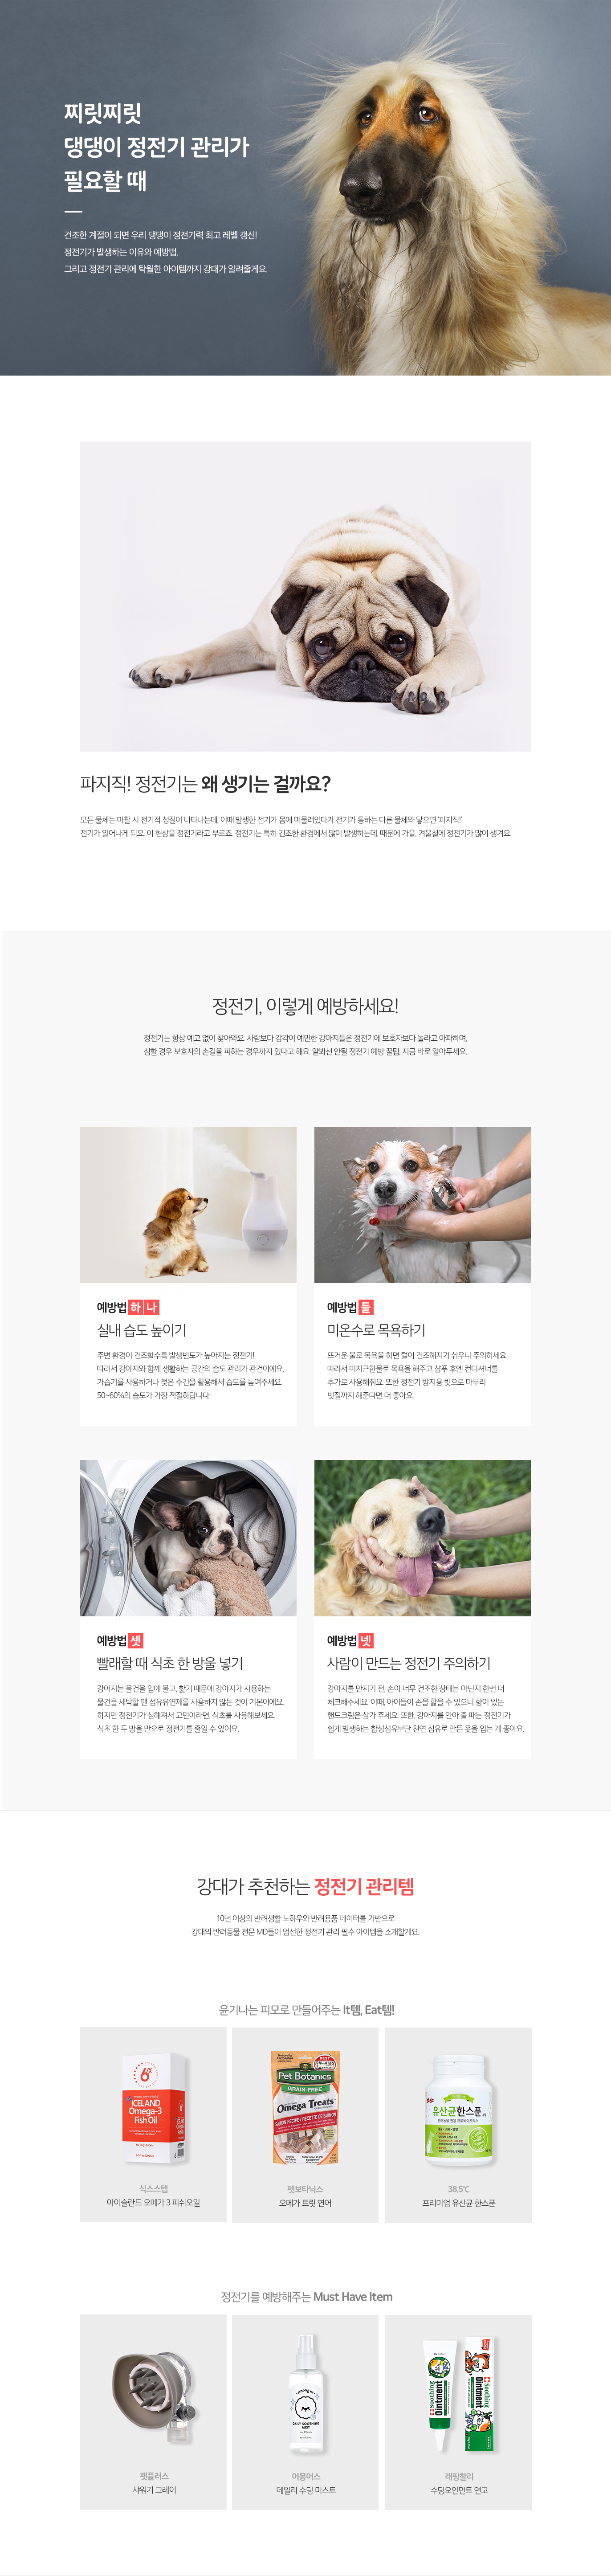 찌릿찌릿
댕댕이 정전기 관리가
필요할 때
건조한 계절이 되면 우리 댕댕이 정전기력 최고 레벨 갱신!
정전기가 발생하는 이유와 예방법,
그리고 정전기 관리에 탁월한 아이템까지 강대가 알려줄게요.
파지직! 정전기는 왜 생기는 걸까요?
모든 물체는 마찰 시 전기적 성질이 나타나는데, 이때 발생한 전기가 몸에 머물러있다가 전기가 통하는 다른 물체와 닿으면 '파지직!'
전기가 일어나게 되요. 이 현상을 정전기라고 부르죠. 정전기는 특히 건조한 환경에서 많이 발생하는데, 때문에 가을, 겨울철에 정전기가 많이 생겨요.
정전기, 이렇게 예방하세요!
정전기는 항상 예고 없이 찾아와요. 사람보다 감각이 예민한 강아지들은 정전기에 보호자보다 놀라고 아파하며,
심할 경우 보호자의 손길을 피하는 경우까지 있다고 해요. 얕봐선 안될 정전기 예방 꿀팁, 지금 바로 알아두세요.
예방법 하나
실내 습도 높이기
주변 환경이 건조할수록 발생빈도가 높아지는 정전기!
따라서 강아지와 함께 생활하는 공간의 습도 관리가 관건이에요.
가습기를 사용하거나 젖은 수건을 활용해서 습도를 높여주세요.
50~60%의 습도가 가장 적절하답니다.
예방법 둘
미온수로 목욕하기
뜨거운 물로 목욕을 하면 털이 건조해지기 쉬우니 주의하세요.
따라서 미지근한물로 목욕을 해주고 샴푸 후엔 컨디셔너를
추가로 사용해줘요. 또한 정전기 방지용 빗으로 마무리
빗질까지 해준다면 더 좋아요.
예방법 셋
빨래할 때 식초 한 방울 넣기
강아지는 물건을 입에 물고, 핥기 때문에 강아지가 사용하는
물건을 세탁할 땐 섬유유연제를 사용하지 않는 것이 기본이에요.
하지만 정전기가 심해져서 고민이라면, 식초를 사용해보세요.
식초 한 두 방울 만으로 정전기를 줄일 수 있어요.
예방법 넷
사람이 만드는 정전기 주의하기
강아지를 만지기 전, 손이 너무 건조한 상태는 아닌지 한번 더
체크해주세요. 이때, 아이들이 손을 핥을 수 있으니 향이 있는
핸드크림은 삼가 주세요. 또한, 강아지를 안아 줄 때는 정전기가
쉽게 발생하는 합성섬유보단 천연 섬유로 만든 옷을 입는 게 좋아요.
강대가 추천하는 정전기 관리템
10년 이상의 반려생활 노하우와 반려용품 데이터를 기반으로
강대의 반려동물 전문 MD들이 엄선한 정전기 관리 필수 아이템을 소개할게요.
윤기나는 피모로 만들어주는 It템, Eat템!
ICELAND
Omega-3
Fish Oil
Pet Botanics
GRAIN-FREE
Omega Treats
유산균한스푼
식스스텝
아이슬란드 오메가 3 피쉬오일
펫보타닉스
오메가 트릿 연어
38.5℃
프리미엄 유산균 한스푼
정전기를 예방해주는 Must Have Item
DAILY SOOTHING
MIST
Soothing
Ointment
Soothing
Ointment
펫플러스
샤워기 그레이
어몽어스
데일리 수딩 미스트
래핑찰리
수딩오인먼트 연고